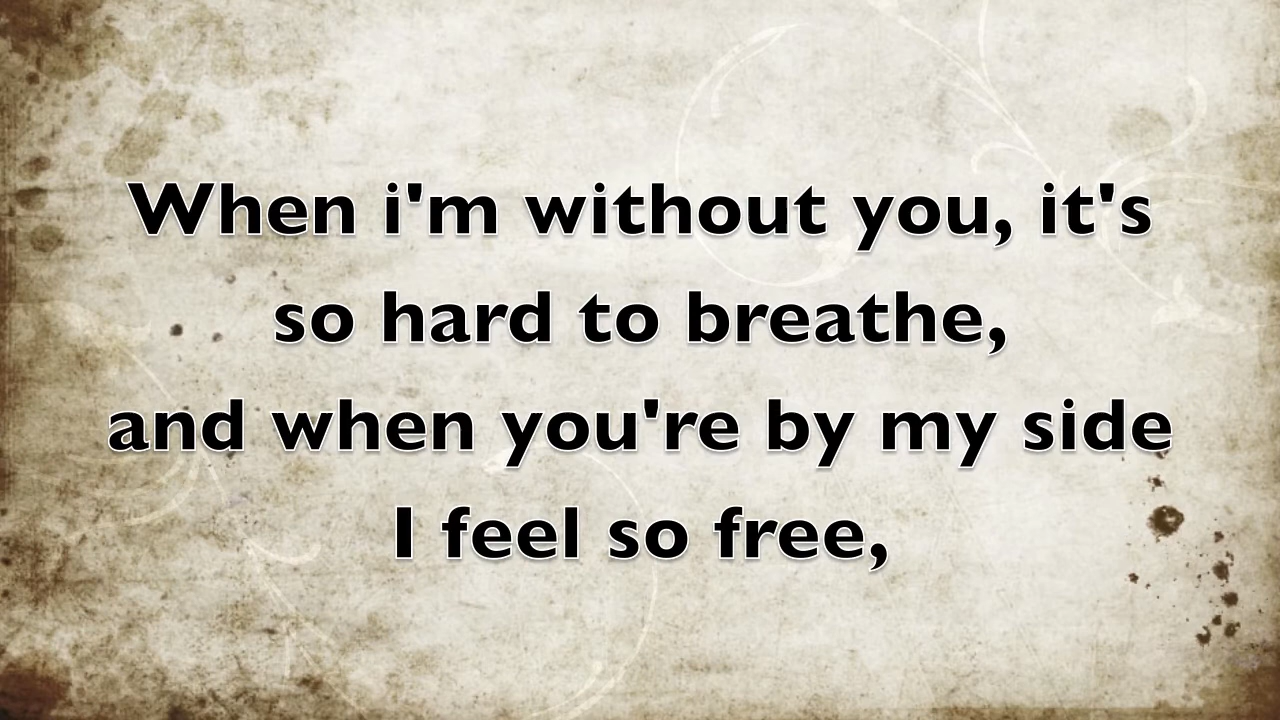 When i'm without you, it's
so hard to breathe,
and when you're by my side
I feel so free,